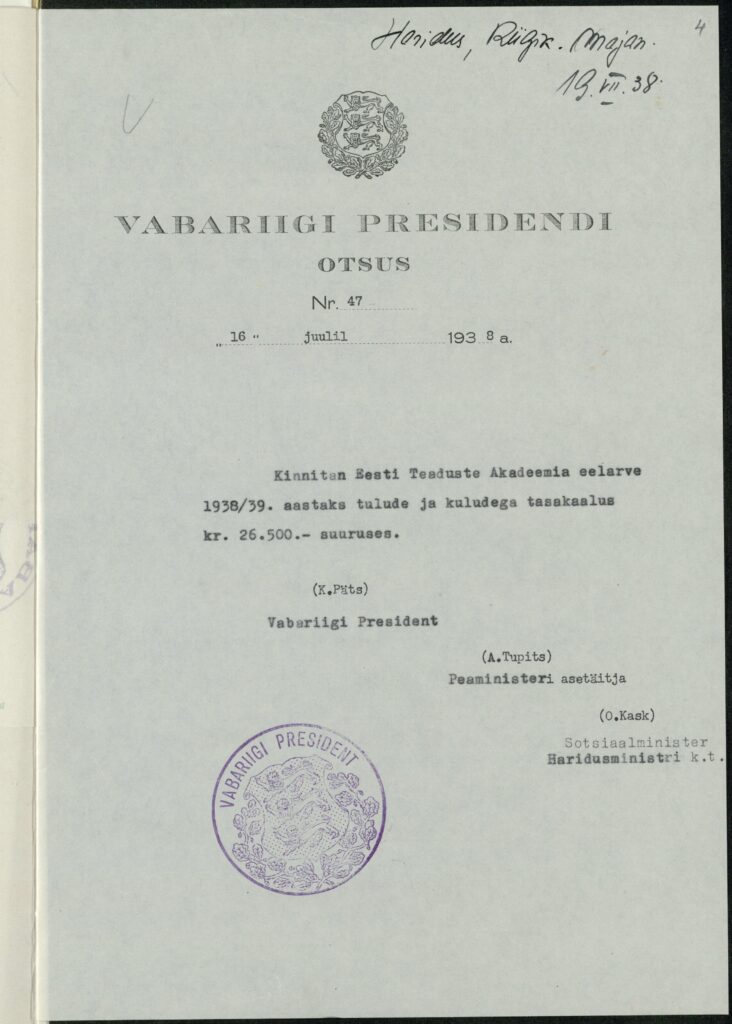 4
Haridus, Riigik. Majan.
19.VII.38.
VABARIIGI PRESIDENDI
OTSUS
Nr. 47
„16" juulil 1938 a.
Kinnitan Eesti Teaduste Akadeemia eelarve
1938/39. aastaks tulude ja kuludega tasakaalus
kr. 26.500.- suuruses.
(K.Päts)
Vabariigi President
(A.Tupits)
Peaministeri asetäitja
(O.Kask)
Sotsiaalminister
Haridusministri k.t.
VABARIIGI PRESIDENT